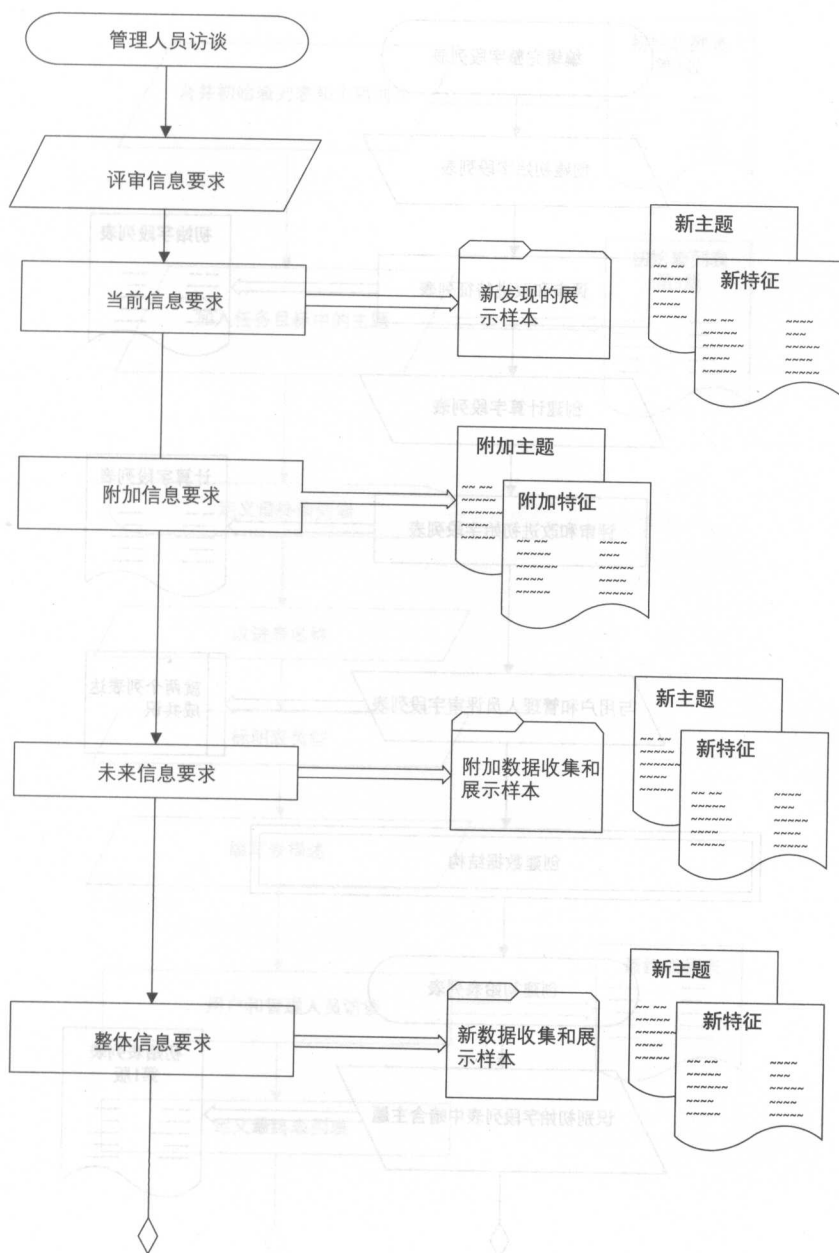 管理人员访谈
评审信息要求
当前信息要求
新发现的展
示样本
新主题
新特征
附加信息要求
附加主题
附加特征
未来信息要求
附加数据收集和
展示样本
新主题
新特征
整体信息要求
新数据收集和展
示样本
新主题
新特征